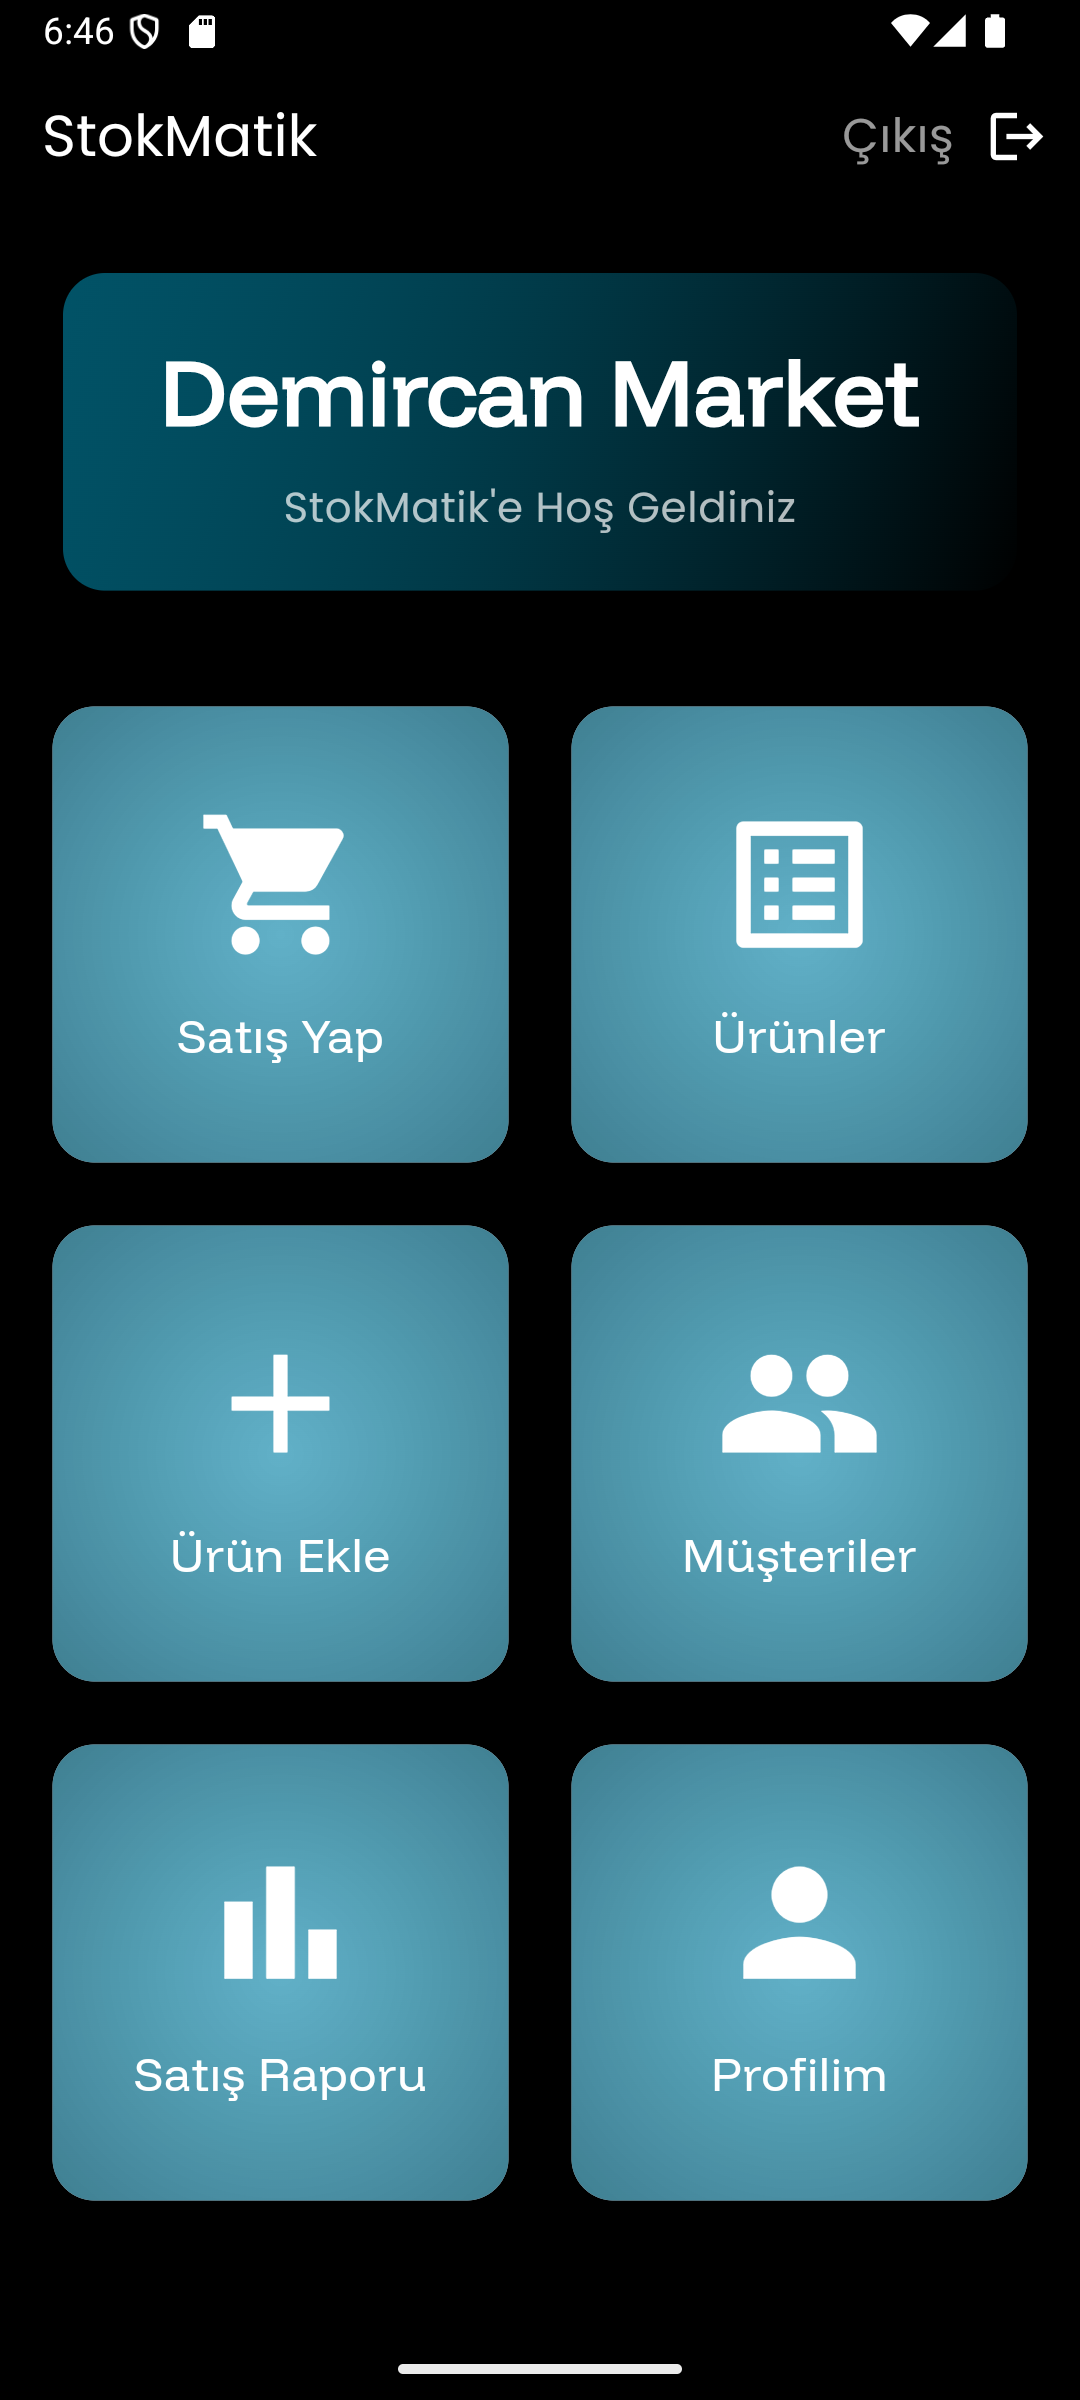 6:46
StokMatik
Çıkış
Demircan Market
StokMatik'e Hoş Geldiniz
Satış Yap
Ürünler
Ürün Ekle
Müşteriler
Satış Raporu
Profilim